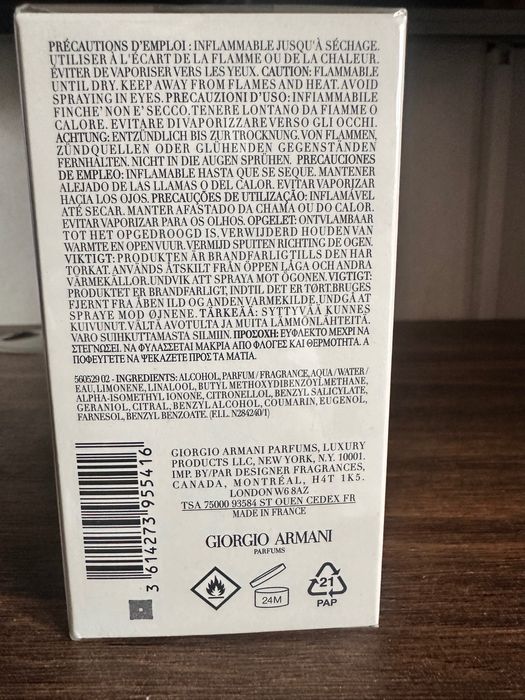 PRÉCAUTIONS D'EMPLOI : INFLAMMABLE JUSQU'À SÉCHAGE.
UTILISER À L'ÉCART DE LA FLAMME OU DE LA CHALEUR.
ÉVITER DE VAPORISER VERS LES YEUX. CAUTION: FLAMMABLE
UNTIL DRY. KEEP AWAY FROM FLAMES AND HEAT. AVOID
SPRAYING IN EYES. PRECAUZIONI D'USO: INFIAMMABILE
FINCHE' NON E' SECCO. TENERE LONTANO DA FIAMME O
CALORE. EVITARE DI VAPORIZZARE VERSO GLI OCCHI.
ACHTUNG: ENTZÜNDLICH BIS ZUR TROCKNUNG. VON FLAMMEN,
ZÜNDQUELLEN ODER GLÜHENDEN GEGENSTÄNDEN
FERNHALTEN. NICHT IN DIE AUGEN SPRÜHEN. PRECAUCIONES
DE EMPLEO: INFLAMABLE HASTA QUE SE SEQUE. MANTENER
ALEJADO DE LAS LLAMAS O DEL CALOR. EVITAR VAPORIZAR
HACIA LOS OJOS. PRECAUÇÕES DE UTILIZAÇÃO: INFLAMÁVEL
ATÉ SECAR. MANTER AFASTADO DA CHAMA OU DO CALOR.
EVITAR VAPORIZAR PARA OS OLHOS. OPGELET: ONTVLAMBAAR
TOT HET OPGEDROOGD IS. VERWIJDERD HOUDEN VAN
WARMTE EN OPEN VUUR. VERMIJD SPUITEN RICHTING DE OGEN.
VIKTIGT: PRODUKTEN ÄR BRANDFARLIG TILLS DEN HAR
TORKAT. ANVÄNDS ÅTSKILT FRÅN ÖPPEN LÅGA OCH ANDRA
VÄRMEKÄLLOR. UNDVIK ATT SPRAYA MOT ÖGONEN. VIGTIGT:
PRODUKTET ER BRANDFARLIGT, INDTIL DET ER TØRT. BRUGES
FJERNT FRA ÅBEN ILD OG ANDEN VARMEKILDE. UNDGÅ AT
SPRAYE MOD ØJNENE. TÄRKEÄÄ: SYTTYVÄÄ KUNNES
KUIVUNUT. VÄLTÄ AVOTULTA JA MUITA LÄMMÖNLÄHTEITÄ.
VARO SUIHKUTTAMASTA SILMIIN. ΠΡΟΣΟΧΗ: ΕΥΦΛΕΚΤΟ ΜΕΧΡΙ ΝΑ
ΣΤΕΓΝΩΣΕΙ. ΝΑ ΦΥΛΑΣΣΕΤΑΙ ΜΑΚΡΙΑ ΑΠΟ ΦΛΟΓΕΣ ΚΑΙ ΘΕΡΜΟΤΗΤΑ. Α
ΠΟΦΕΥΓΕΤΕ ΝΑ ΨΕΚΑΖΕΤΕ ΠΡΟΣ ΤΑ ΜΑΤΙΑ.
560529 02 - INGREDIENTS: ALCOHOL, PARFUM / FRAGRANCE, AQUA / WATER /
EAU, LIMONENE, LINALOOL, BUTYL METHOXYDIBENZOYLMETHANE,
ALPHA-ISOMETHYL IONONE, CITRONELLOL, BENZYL SALICYLATE,
GERANIOL, CITRAL, BENZYL ALCOHOL, COUMARIN, EUGENOL,
FARNESOL, BENZYL BENZOATE. (F.I.L. N284240/1)
GIORGIO ARMANI PARFUMS, LUXURY
PRODUCTS LLC, NEW YORK, N.Y. 10001.
IMP. BY/PAR DESIGNER FRAGRANCES,
CANADA, MONTRÉAL, H4T 1K5.
LONDON W6 8AZ
TSA 75000 93584 ST OUEN CEDEX FR
MADE IN FRANCE
GIORGIO ARMANI
PARFUMS
3 614273 955416
24M
21
PAP